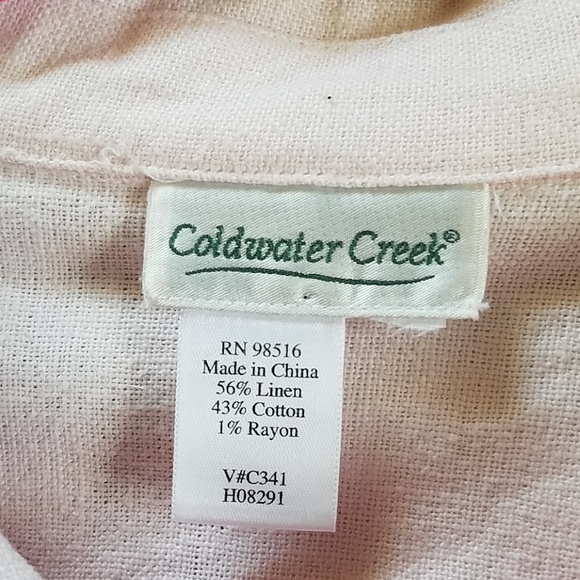 Coldwater Creek®
RN 98516
Made in China
56% Linen
43% Cotton
1% Rayon
V#C341
H08291